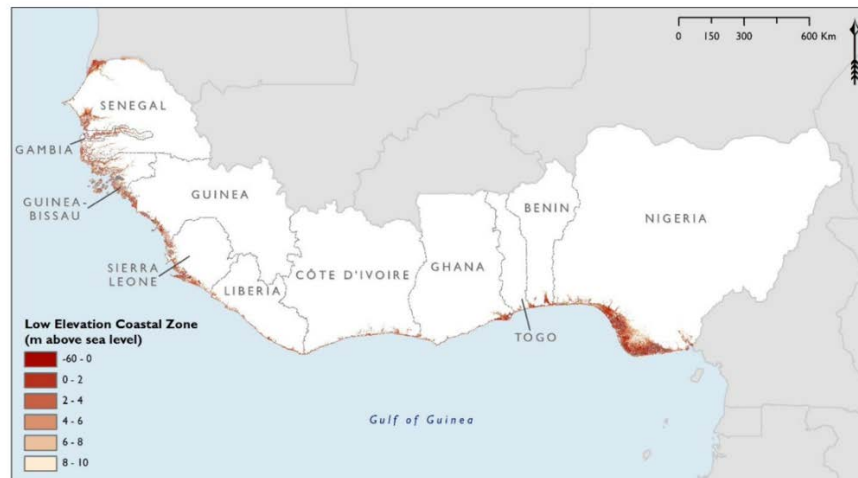 0 150 300 600 Km
SENEGAL
GAMBIA
GUINEA-
BISSAU
GUINEA
SIERRA
LEONE
LIBERIA
CÔTE D'IVOIRE
GHANA
TOGO
BENIN
NIGERIA
Gulf of Guinea
Low Elevation Coastal Zone
(m above sea level)
-60 - 0
0 - 2
2 - 4
4 - 6
6 - 8
8 - 10